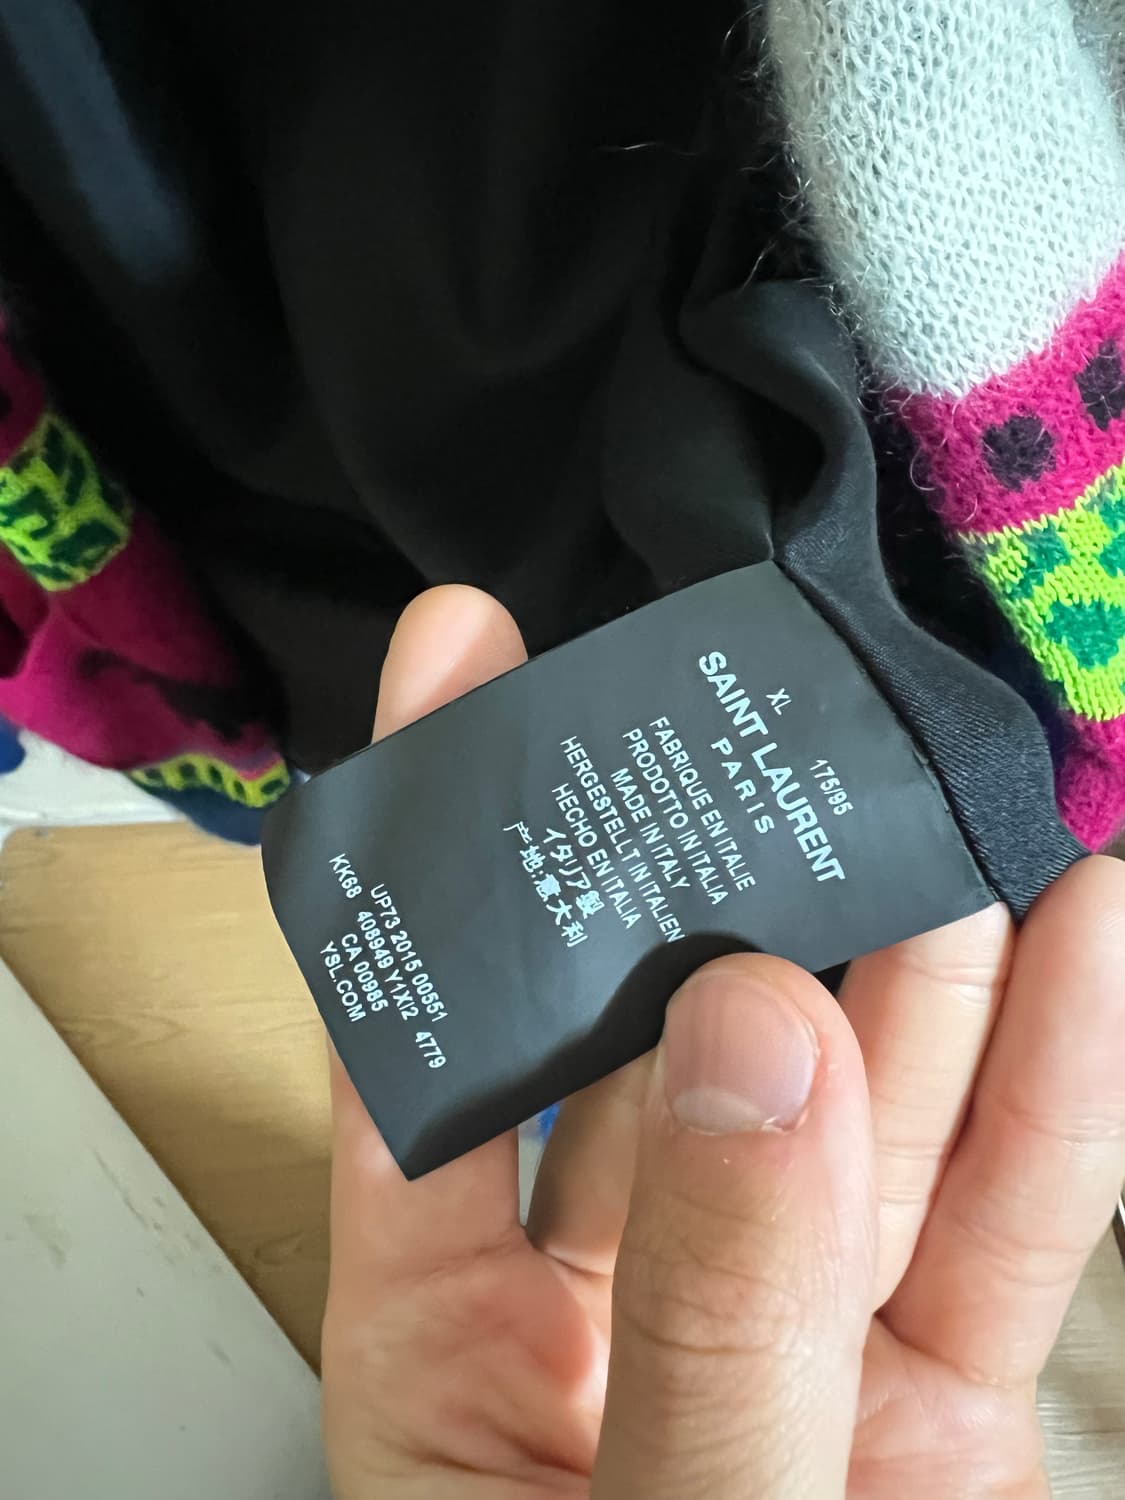 XL 175/95
SAINT LAURENT
PARIS
FABRIQUE EN ITALIE
PRODOTTO IN ITALIA
MADE IN ITALY
HERGESTELLT IN ITALIEN
HECHO EN ITALIA
イタリア製
产地:意大利
UP73 2015 00551
KK68 408949 Y1XI2 4779
CA 00985
YSL.COM